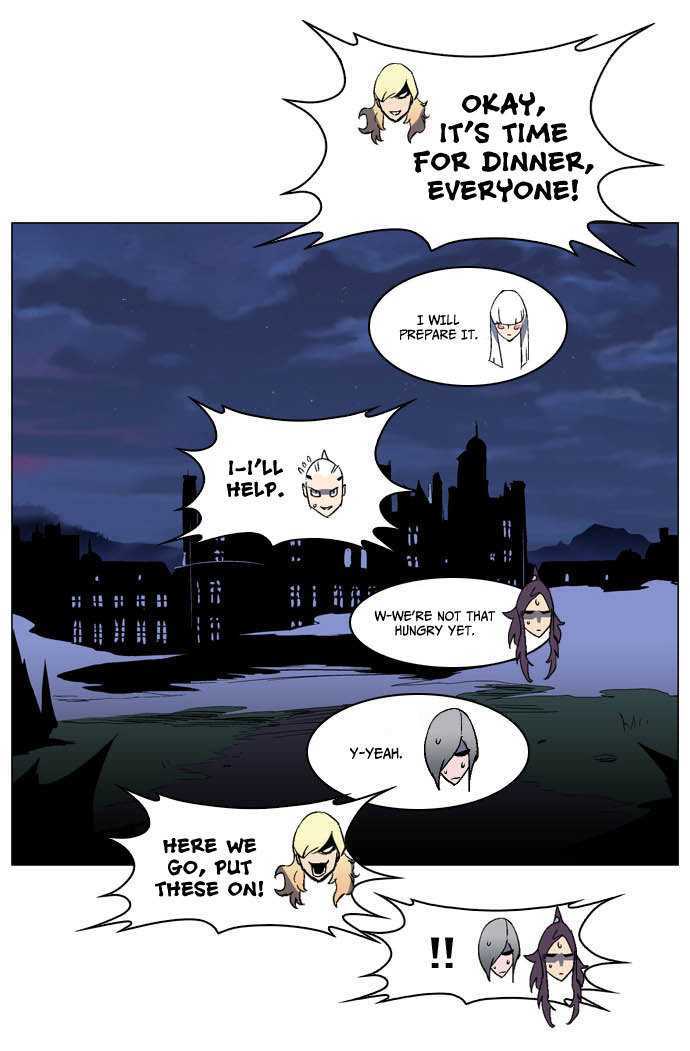 OKAY,
IT'S TIME
FOR DINNER,
EVERYONE!
I WILL
PREPARE IT.
I-I'LL
HELP.
W-WE'RE NOT THAT
HUNGRY YET.
Y-YEAH.
HERE WE
GO, PUT
THESE ON!
!!